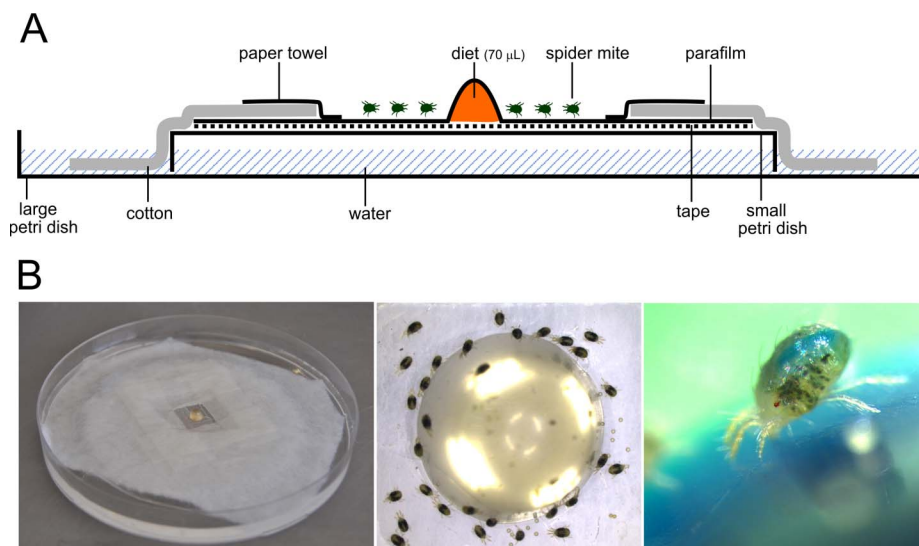 A
paper towel
diet (70 µL)
spider mite
parafilm
large
petri dish
cotton
water
tape
small
petri dish
B